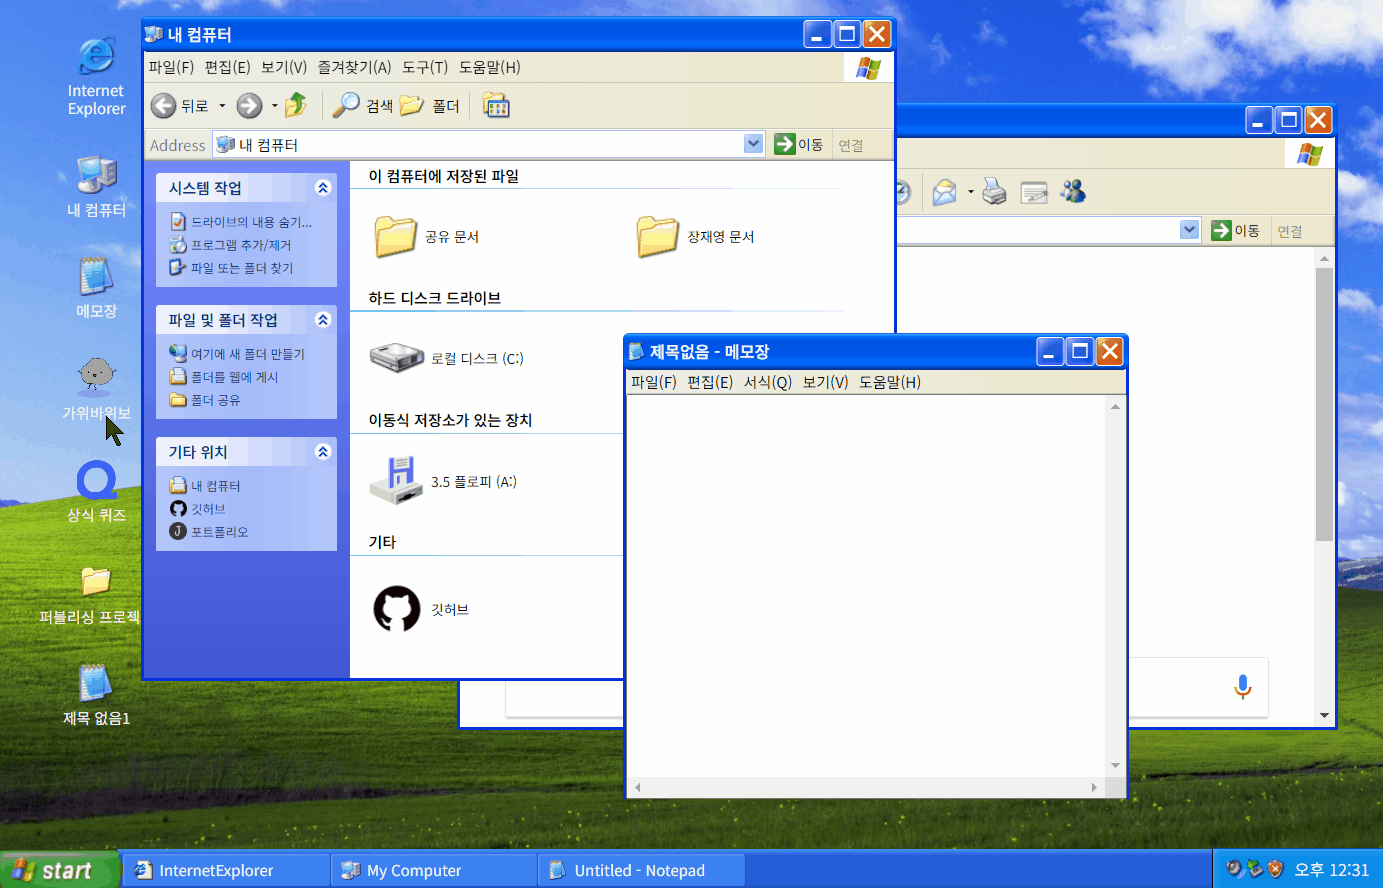 Internet
Explorer
내 컴퓨터
메모장
가위바위보
상식 퀴즈
퍼블리싱 프로젝
제목 없음1
내 컴퓨터
파일(F) 편집(E) 보기(V) 즐겨찾기(A) 도구(T) 도움말(H)
뒤로 검색 폴더
Address 내 컴퓨터 이동 연결
시스템 작업
드라이브의 내용 숨기...
프로그램 추가/제거
파일 또는 폴더 찾기
파일 및 폴더 작업
여기에 새 폴더 만들기
폴더를 웹에 게시
폴더 공유
기타 위치
내 컴퓨터
깃허브
J 포트폴리오
이 컴퓨터에 저장된 파일
공유 문서 장재영 문서
하드 디스크 드라이브
로컬 디스크 (C:)
이동식 저장소가 있는 장치
3.5 플로피 (A:)
기타
깃허브
이동 연결
제목없음 - 메모장
파일(F) 편집(E) 서식(Q) 보기(V) 도움말(H)
start InternetExplorer My Computer Untitled - Notepad 오후 12:31